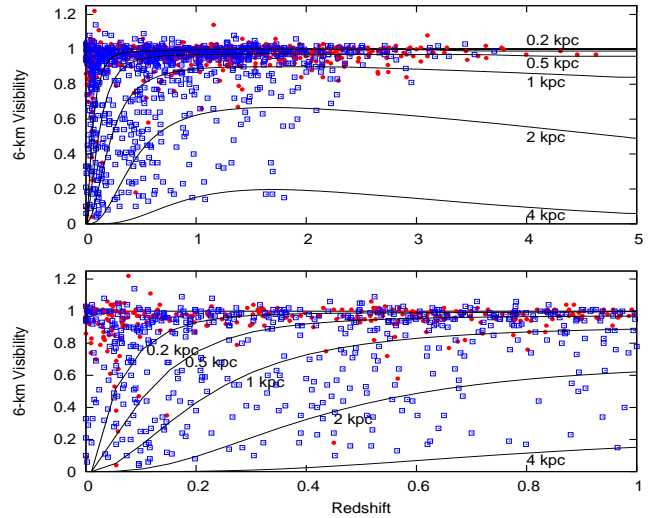 6-km Visibility
1.2
1
0.8
0.6
0.4
0.2
0
0.2 kpc
0.5 kpc
1 kpc
2 kpc
4 kpc
0 1 2 3 4 5
6-km Visibility
1.2
1
0.8
0.6
0.4
0.2
0
0.2 kpc
0.5 kpc
1 kpc
2 kpc
4 kpc
0 0.2 0.4 0.6 0.8 1
Redshift